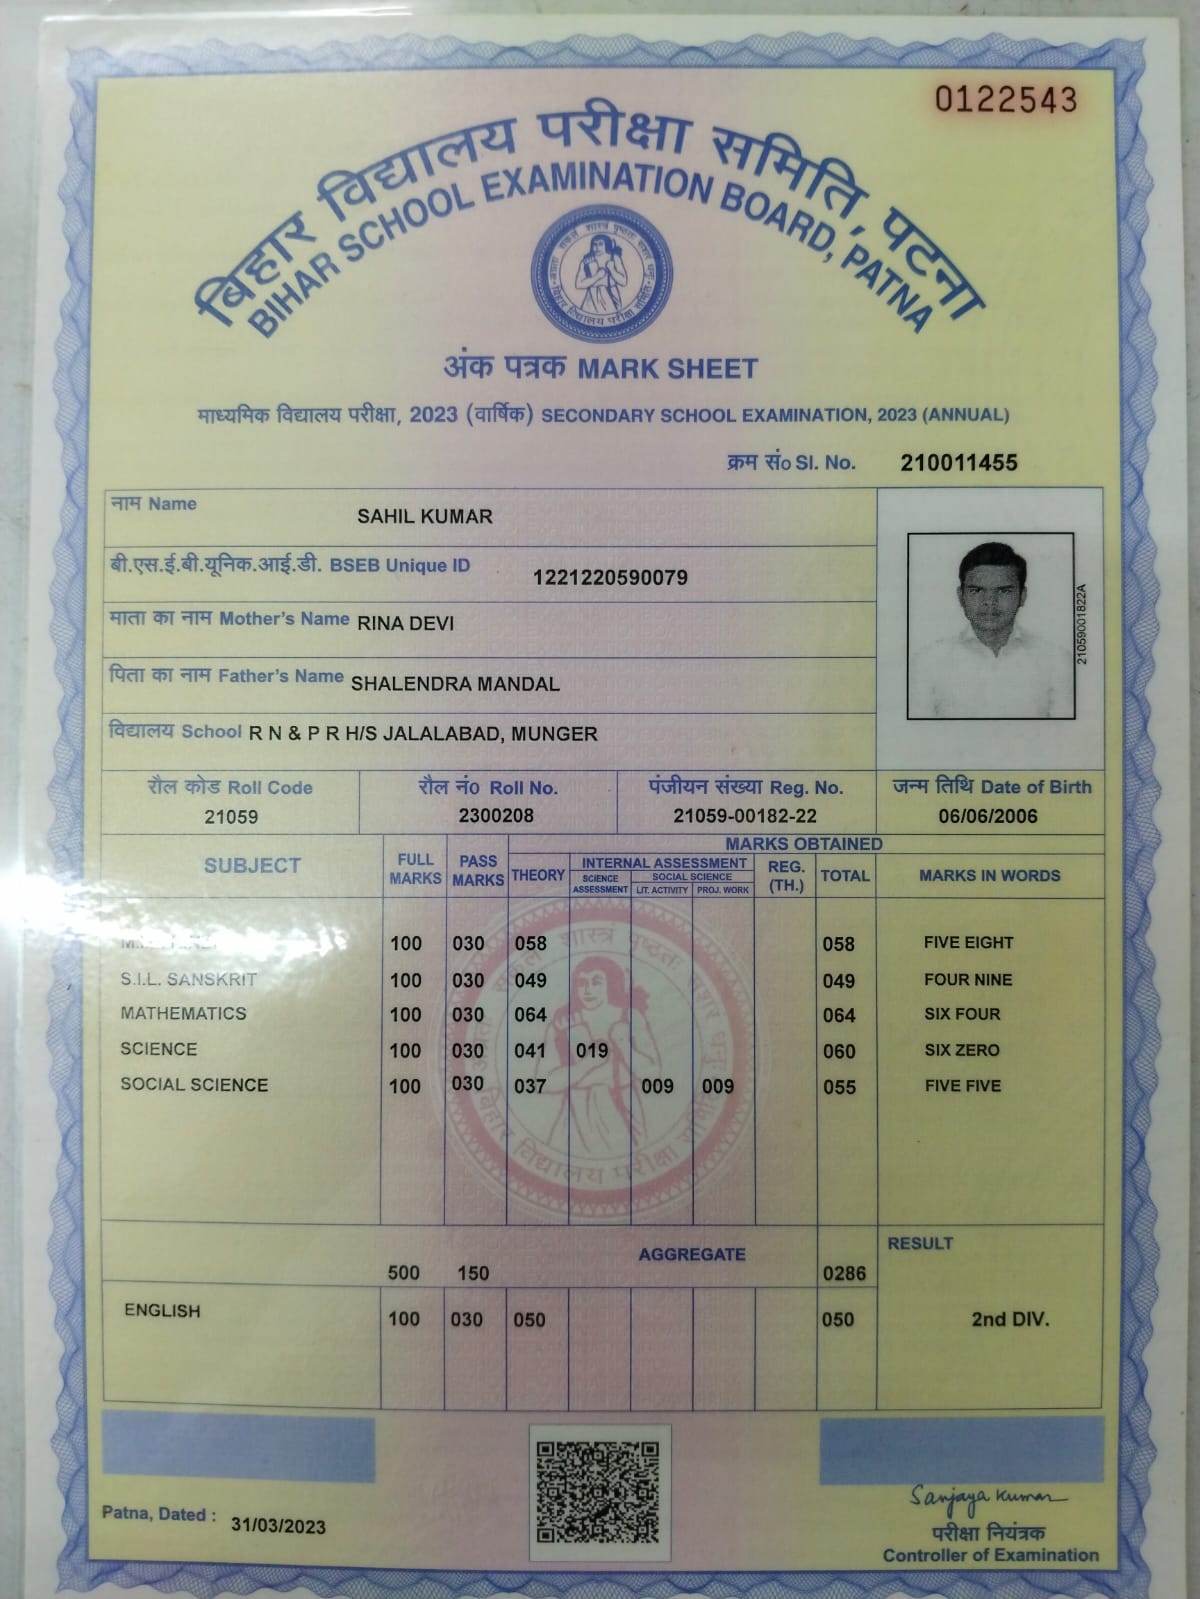 0122543
बिहार विद्यालय परीक्षा समिति, पटना
BIHAR SCHOOL EXAMINATION BOARD, PATNA
अंक पत्रक MARK SHEET
माध्यमिक विद्यालय परीक्षा, 2023 (वार्षिक) SECONDARY SCHOOL EXAMINATION, 2023 (ANNUAL)
क्रम सं० Sl. No. 210011455
नाम Name SAHIL KUMAR
बी.एस.ई.बी.यूनिक.आई.डी. BSEB Unique ID 1221220590079
माता का नाम Mother's Name RINA DEVI
पिता का नाम Father's Name SHALENDRA MANDAL
विद्यालय School R N & P R H/S JALALABAD, MUNGER
21059001822A
रौल कोड Roll Code रौल नं० Roll No. पंजीयन संख्या Reg. No. जन्म तिथि Date of Birth
21059 2300208 21059-00182-22 06/06/2006
MARKS OBTAINED
SUBJECT FULL MARKS PASS MARKS THEORY INTERNAL ASSESSMENT REG. (TH.) TOTAL MARKS IN WORDS
SCIENCE ASSESSMENT SOCIAL SCIENCE
LIT. ACTIVITY PROJ. WORK
100 030 058 058 FIVE EIGHT
S.I.L. SANSKRIT 100 030 049 049 FOUR NINE
MATHEMATICS 100 030 064 064 SIX FOUR
SCIENCE 100 030 041 019 060 SIX ZERO
SOCIAL SCIENCE 100 030 037 009 009 055 FIVE FIVE
AGGREGATE RESULT
500 150 0286
ENGLISH 100 030 050 050 2nd DIV.
Patna, Dated : 31/03/2023
Sanjaya Kumar
परीक्षा नियंत्रक
Controller of Examination